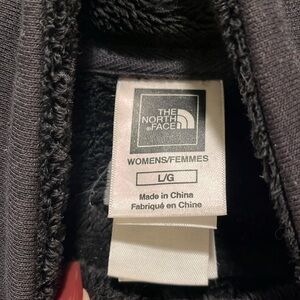 THE
NORTH
FACE
WOMENS/FEMMES
L/G
Made in China
Fabriqué en Chine